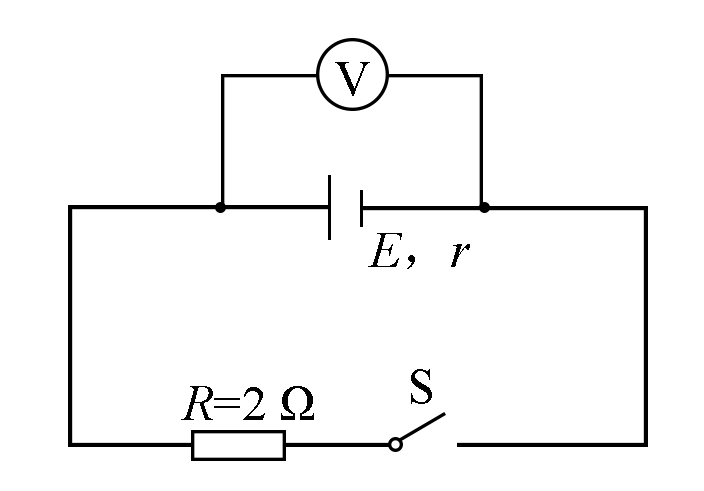 V
E，r
S
R=2 Ω